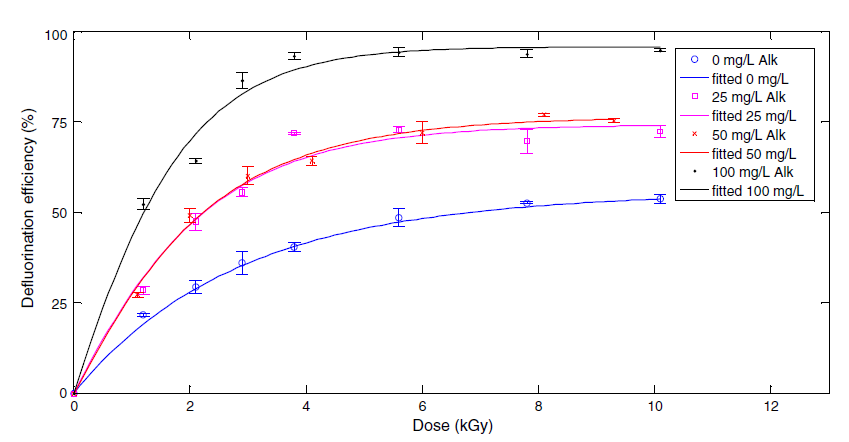 100
75
50
25
0
0
2
4
6
8
10
12
Defluorination efficiency (%)
Dose (kGy)
0 mg/L Alk
fitted 0 mg/L
25 mg/L Alk
fitted 25 mg/L
50 mg/L Alk
fitted 50 mg/L
100 mg/L Alk
fitted 100 mg/L